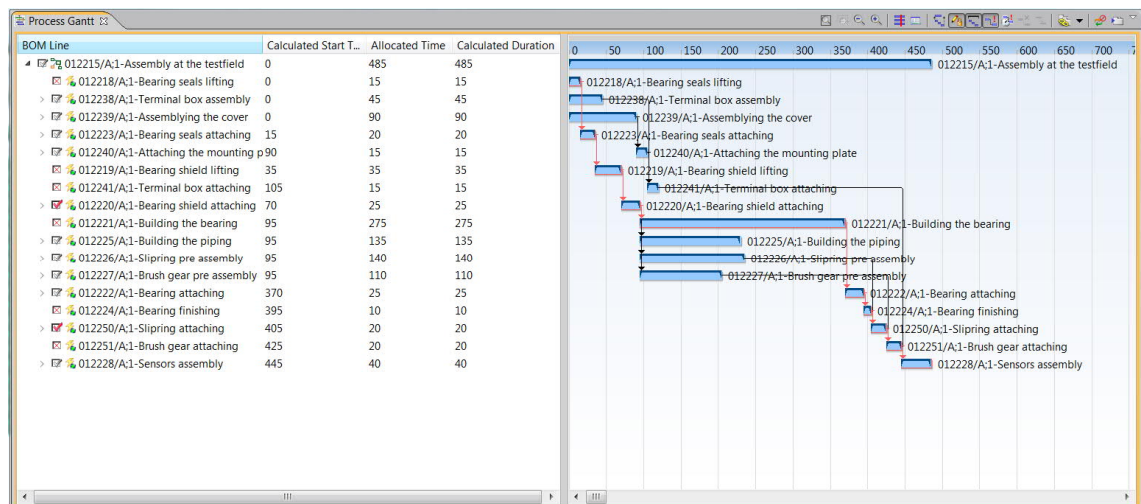 Process Gantt
BOM Line Calculated Start T... Allocated Time Calculated Duration
0 50 100 150 200 250 300 350 400 450 500 550 600 650 700
012215/A;1-Assembly at the testfield 0 485 485 012215/A;1-Assembly at the testfield
012218/A;1-Bearing seals lifting 0 15 15 012218/A;1-Bearing seals lifting
012238/A;1-Terminal box assembly 0 45 45 012238/A;1-Terminal box assembly
012239/A;1-Assemblying the cover 0 90 90 012239/A;1-Assemblying the cover
012223/A;1-Bearing seals attaching 15 20 20 012223/A;1-Bearing seals attaching
012240/A;1-Attaching the mounting p 90 15 15 012240/A;1-Attaching the mounting plate
012219/A;1-Bearing shield lifting 35 35 35 012219/A;1-Bearing shield lifting
012241/A;1-Terminal box attaching 105 15 15 012241/A;1-Terminal box attaching
012220/A;1-Bearing shield attaching 70 25 25 012220/A;1-Bearing shield attaching
012221/A;1-Building the bearing 95 275 275 012221/A;1-Building the bearing
012225/A;1-Building the piping 95 135 135 012225/A;1-Building the piping
012226/A;1-Slipring pre assembly 95 140 140 012226/A;1-Slipring pre assembly
012227/A;1-Brush gear pre assembly 95 110 110 012227/A;1-Brush gear pre assembly
012222/A;1-Bearing attaching 370 25 25 012222/A;1-Bearing attaching
012224/A;1-Bearing finishing 395 10 10 012224/A;1-Bearing finishing
012250/A;1-Slipring attaching 405 20 20 012250/A;1-Slipring attaching
012251/A;1-Brush gear attaching 425 20 20 012251/A;1-Brush gear attaching
012228/A;1-Sensors assembly 445 40 40 012228/A;1-Sensors assembly